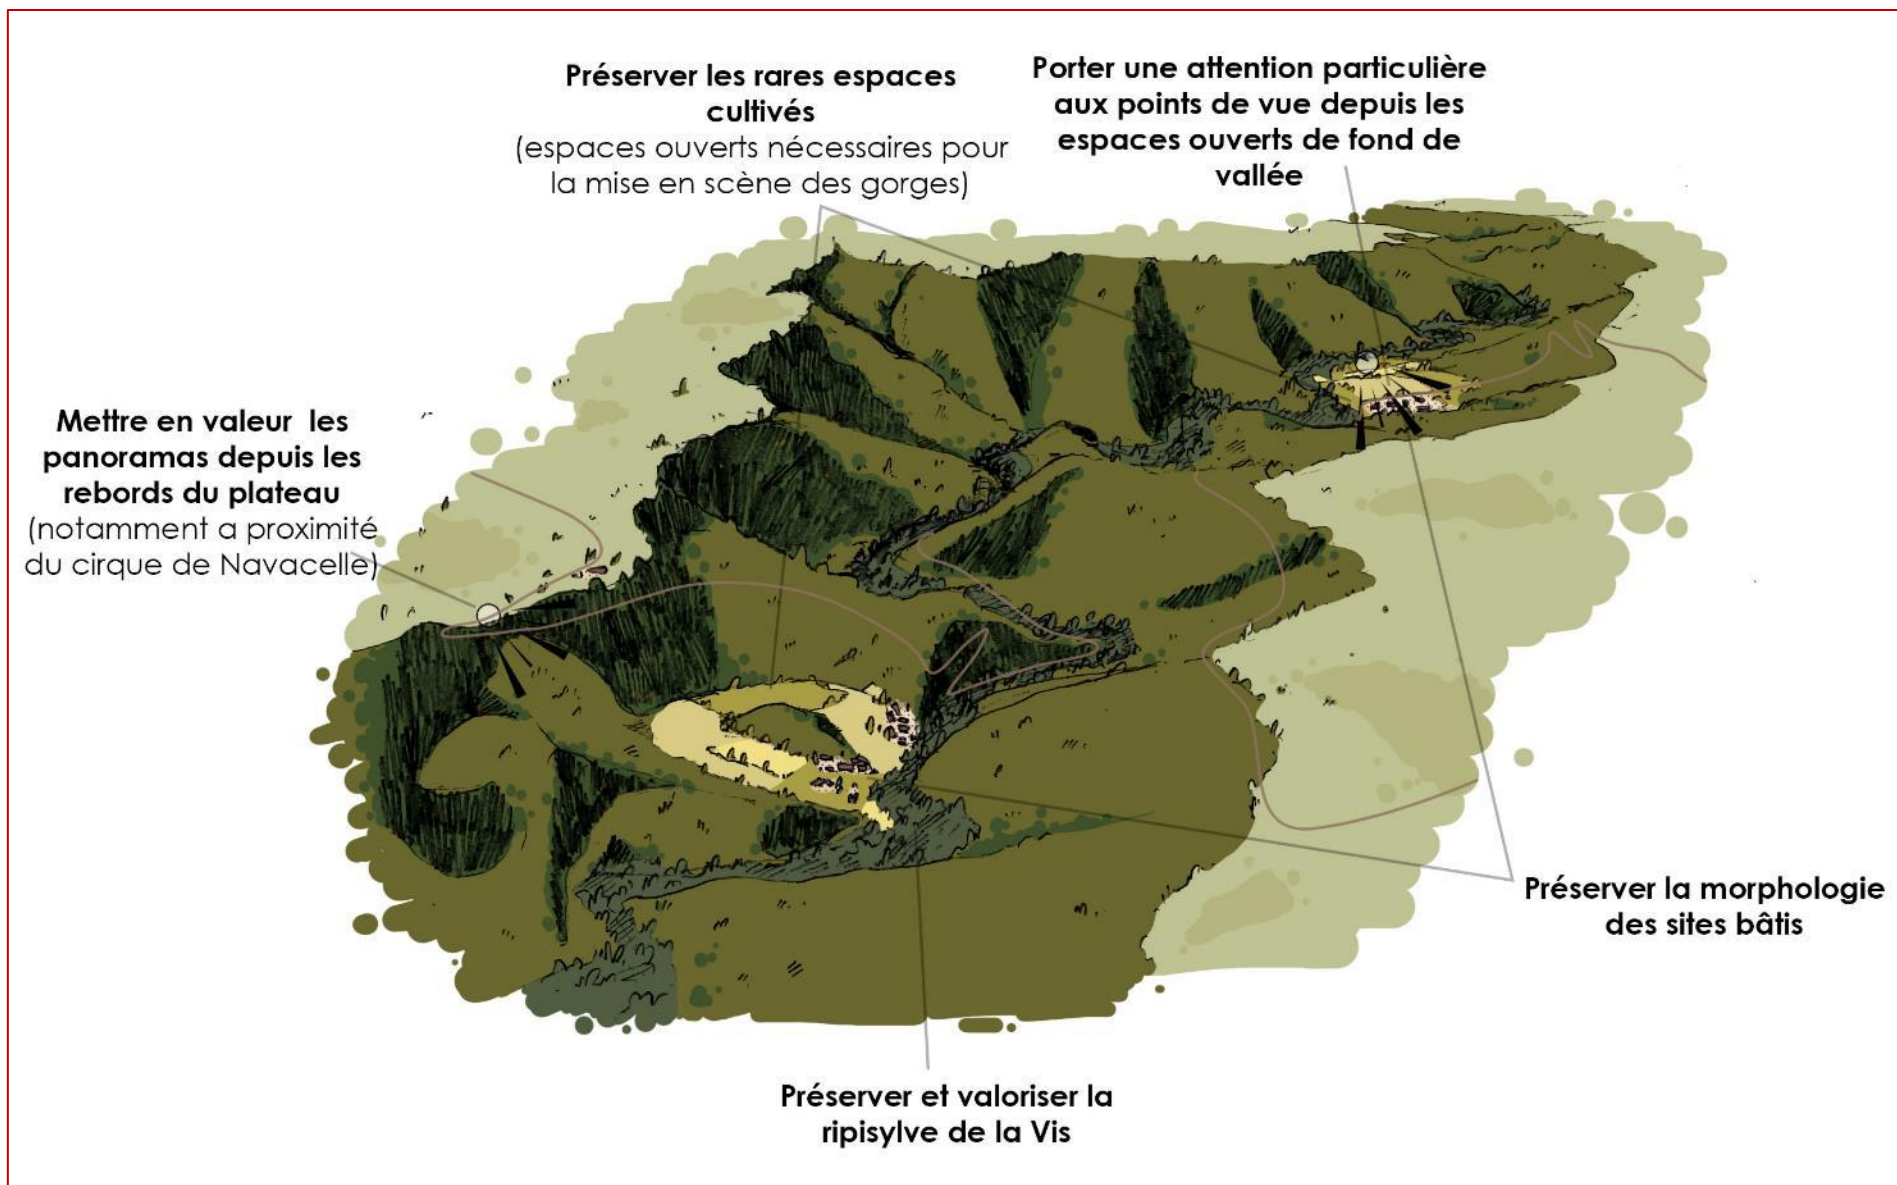 Préserver les rares espaces
cultivés
(espaces ouverts nécessaires pour
la mise en scène des gorges)
Porter une attention particulière
aux points de vue depuis les
espaces ouverts de fond de
vallée
Mettre en valeur les
panoramas depuis les
rebords du plateau
(notamment a proximité
du cirque de Navacelle)
Préserver la morphologie
des sites bâtis
Préserver et valoriser la
ripisylve de la Vis